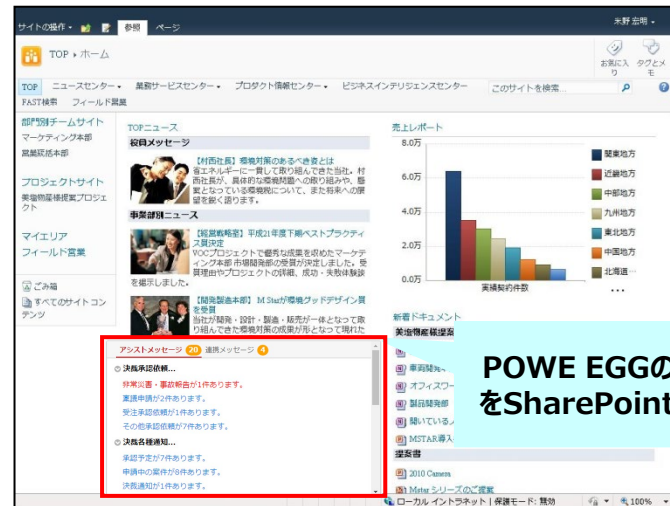 サイトの操作
参照
ページ
米野 宏明
TOP ▸ ホーム
お気に入り
タグとメモ
TOP ニュースセンター 業務サービスセンター プロダクト情報センター ビジネスインテリジェンスセンター
このサイトを検索...
FAST検索 フィールド営業
部門別チームサイト
マーケティング本部
営業統括本部
プロジェクトサイト
マイエリア
フィールド営業
ごみ箱
すべてのサイト コンテンツ
TOPニュース
役員メッセージ
【村西社長】環境対策のあるべき姿とは
省エネルギーに一貫して取り組んできた当社。村
西社長が、具体的な環境問題への取り組みや、懸
案となっている環境税について、また将来への展
望を鋭く語ります。
事業部別ニュース
【経営戦略室】平成21年度下期ベストプラクティ
ス賞決定
VOCプロジェクトで優秀な成果を収めたマーケテ
ィング本部 市場開発部の受賞が決定しました。受
賞理由やプロジェクトの詳細、成功・失敗体験談
を掲示しました。
【開発製造本部】M Starが環境グッドデザイン賞
を受賞
当社が開発・設計・製造・販売が一体となって取
り組んできた環境対策の成果が形となって現れた
アシストメッセージ 20 連携メッセージ 4
決裁承認依頼...
非常災害・事故報告が1件あります。
稟議申請が2件あります。
受注承認依頼が1件あります。
その他承認依頼が7件あります。
決裁各種通知...
承認予定が7件あります。
申請中の案件が8件あります。
決裁通知が1件あります。
売上レポート
8.0万
6.0万
4.0万
2.0万
0.0万
実績契約件数
関東地方
近畿地方
中部地方
九州地方
東北地方
中国地方
北海道…
...
新着ドキュメント
車両開発
オフィスワー
製品開発部
聞いている
MSTAR導入
提案書
2010 Camera
Mstar シリーズのご提案
POWE EGGの
をSharePoint
ローカル イントラネット | 保護モード: 無効
100%